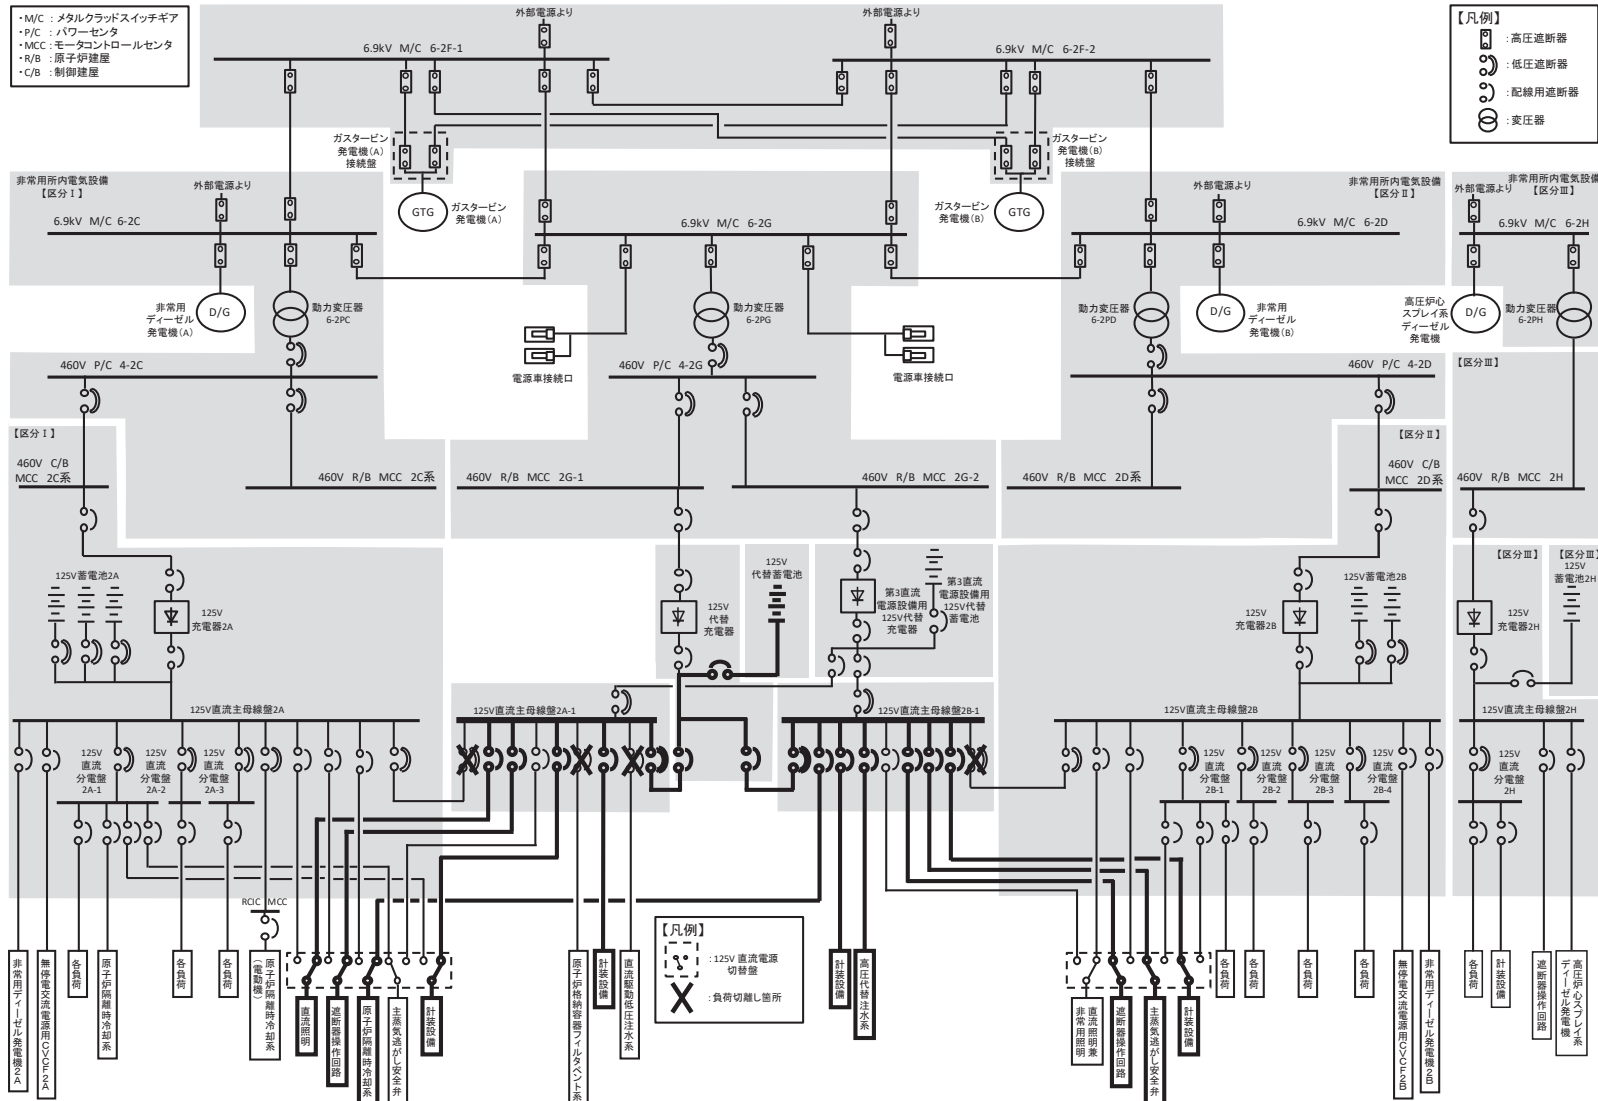 ・M/C : メタルクラッドスイッチギア
・P/C : パワーセンタ
・MCC : モータコントロールセンタ
・R/B : 原子炉建屋
・C/B : 制御建屋
外部電源より
外部電源より
【凡例】
: 高圧遮断器
: 低圧遮断器
: 配線用遮断器
: 変圧器
6.9kV M/C 6-2F-1
6.9kV M/C 6-2F-2
ガスタービン
発電機(A)
接続盤
ガスタービン
発電機(B)
接続盤
非常用所内電気設備
【区分Ⅰ】
外部電源より
6.9kV M/C 6-2C
GTG
ガスタービン
発電機(A)
6.9kV M/C 6-2G
ガスタービン
発電機(B)
GTG
外部電源より
非常用所内電気設備
【区分Ⅱ】
6.9kV M/C 6-2D
非常用所内電気設備
外部電源より
【区分Ⅲ】
6.9kV M/C 6-2H
非常用
ディーゼル
発電機(A)
D/G
動力変圧器
6-2PC
動力変圧器
6-2PG
動力変圧器
6-2PD
D/G
非常用
ディーゼル
発電機(B)
高圧炉心
スプレイ系
ディーゼル
発電機
D/G
動力変圧器
6-2PH
460V P/C 4-2C
電源車接続口
460V P/C 4-2G
電源車接続口
460V P/C 4-2D
【区分Ⅲ】
【区分Ⅰ】
460V C/B
MCC 2C系
460V R/B MCC 2C系
460V R/B MCC 2G-1
460V R/B MCC 2G-2
460V R/B MCC 2D系
【区分Ⅱ】
460V C/B
MCC 2D系
460V R/B MCC 2H
125V蓄電池2A
125V
充電器2A
125V
代替
充電器
125V
代替蓄電池
第3直流
電源設備用
125V代替
充電器
第3直流
電源設備用
125V代替
蓄電池
125V
充電器2B
125V蓄電池2B
【区分Ⅲ】
125V
充電器2H
【区分Ⅲ】
125V
蓄電池2H
125V直流主母線盤2A
125V直流主母線盤2A-1
125V直流主母線盤2B-1
125V直流主母線盤2B
125V直流主母線盤2H
125V
直流
分電盤
2A-1
125V
直流
分電盤
2A-2
125V
直流
分電盤
2A-3
125V
直流
分電盤
2B-1
125V
直流
分電盤
2B-2
125V
直流
分電盤
2B-3
125V
直流
分電盤
2B-4
125V
直流
分電盤
2H
RCIC MCC
【凡例】
: 125V 直流電源
切替盤
: 負荷切離し箇所
非常用ディーゼル発電機2A
無停電交流電源用CVCF2A
各負荷
原子炉隔離時冷却系
各負荷
各負荷
原子炉隔離時冷却系
(電動機)
直流照明
遮断器操作回路
原子炉隔離時冷却系
主蒸気逃がし安全弁
計装設備
原子炉格納容器フィルタベント系
計装設備
直流駆動低圧注水系
計装設備
高圧代替注水系
直流照明兼
非常用照明
遮断器操作回路
主蒸気逃がし安全弁
計装設備
各負荷
各負荷
各負荷
各負荷
無停電交流電源用CVCF2B
非常用ディーゼル発電機2B
各負荷
計装設備
遮断器操作回路
高圧炉心スプレイ系
ディーゼル発電機